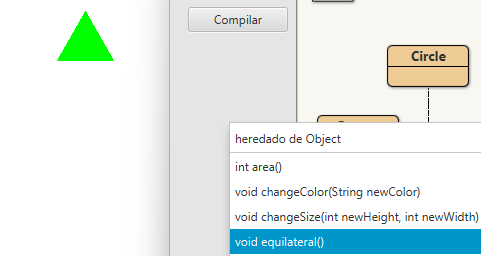 Compilar
Circle
heredado de Object
int area()
void changeColor(String newColor)
void changeSize(int newHeight, int newWidth)
void equilateral()